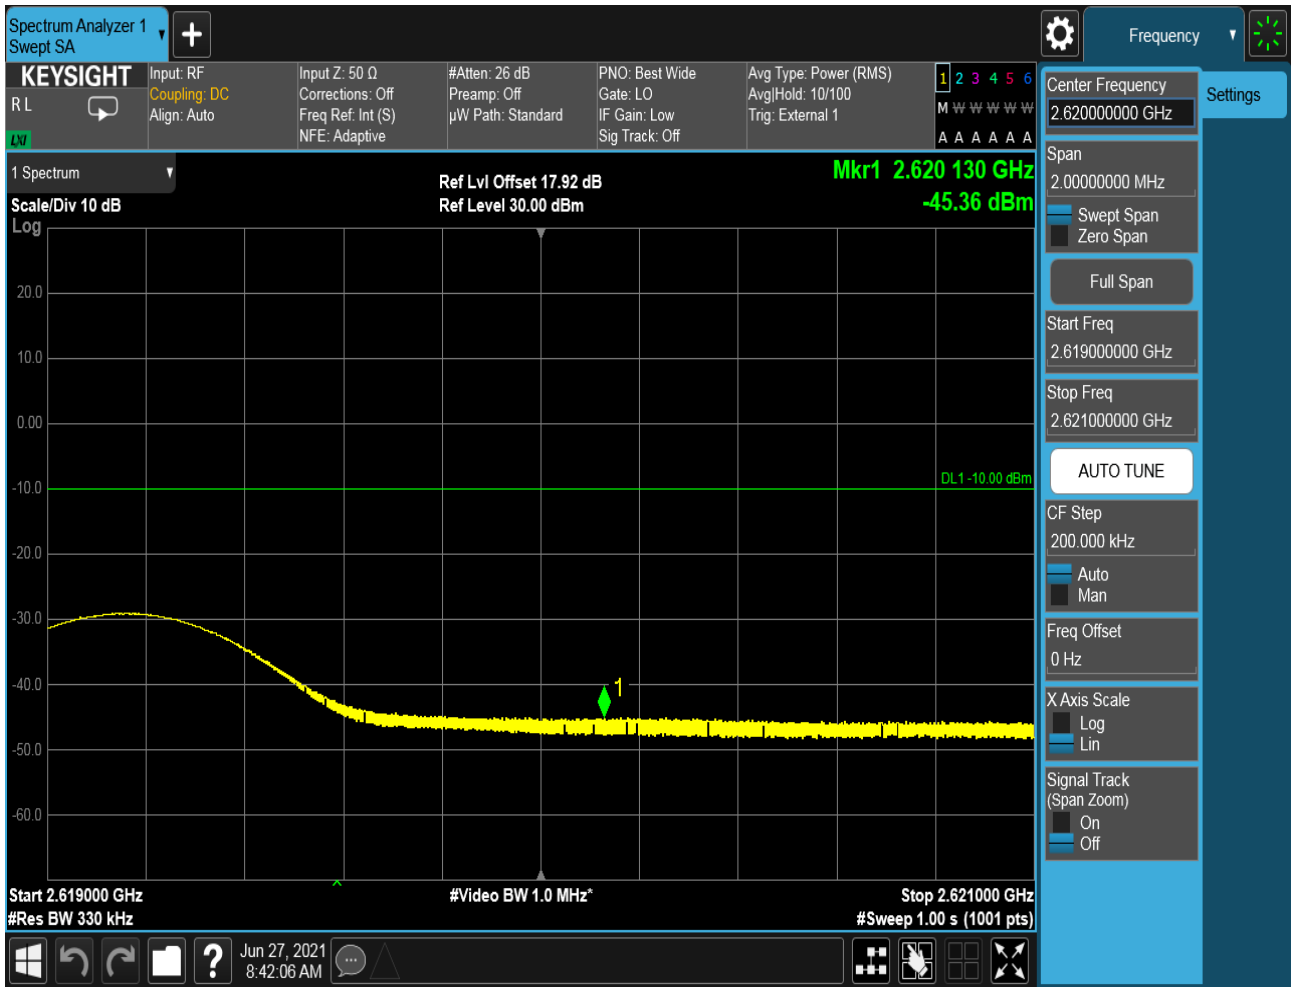 Spectrum Analyzer 1
Swept SA
Frequency
KEYSIGHT
R L
LXI
Input: RF
Coupling: DC
Align: Auto
Input Z: 50 Ω
Corrections: Off
Freq Ref: Int (S)
NFE: Adaptive
#Atten: 26 dB
Preamp: Off
µW Path: Standard
PNO: Best Wide
Gate: LO
IF Gain: Low
Sig Track: Off
Avg Type: Power (RMS)
Avg|Hold: 10/100
Trig: External 1
1 2 3 4 5 6
M W W W W W
A A A A A A
1 Spectrum
Scale/Div 10 dB
Log
Ref Lvl Offset 17.92 dB
Ref Level 30.00 dBm
Mkr1 2.620 130 GHz
-45.36 dBm
20.0
10.0
0.00
-10.0
DL1 -10.00 dBm
-20.0
-30.0
-40.0
1
-50.0
-60.0
Start 2.619000 GHz
#Res BW 330 kHz
#Video BW 1.0 MHz*
Stop 2.621000 GHz
#Sweep 1.00 s (1001 pts)
Jun 27, 2021
8:42:06 AM
Center Frequency
2.620000000 GHz
Settings
Span
2.00000000 MHz
Swept Span
Zero Span
Full Span
Start Freq
2.619000000 GHz
Stop Freq
2.621000000 GHz
AUTO TUNE
CF Step
200.000 kHz
Auto
Man
Freq Offset
0 Hz
X Axis Scale
Log
Lin
Signal Track
(Span Zoom)
On
Off